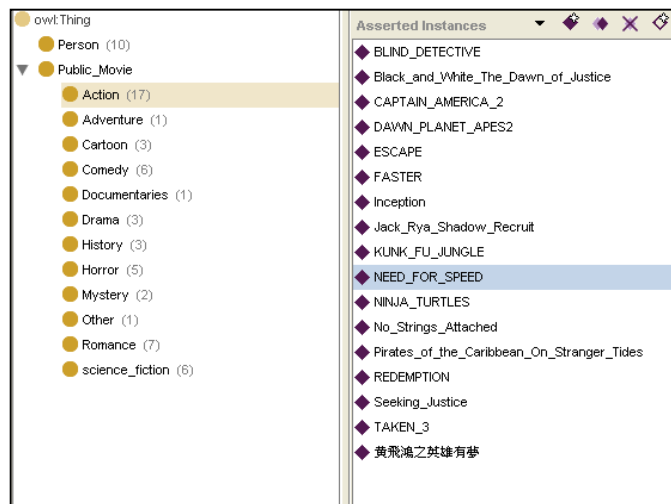 owl:Thing
Person (10)
Public_Movie
Action (17)
Adventure (1)
Cartoon (3)
Comedy (6)
Documentaries (1)
Drama (3)
History (3)
Horror (5)
Mystery (2)
Other (1)
Romance (7)
science_fiction (6)
Asserted Instances
BLIND_DETECTIVE
Black_and_White_The_Dawn_of_Justice
CAPTAIN_AMERICA_2
DAWN_PLANET_APES2
ESCAPE
FASTER
Inception
Jack_Rya_Shadow_Recruit
KUNK_FU_JUNGLE
NEED_FOR_SPEED
NINJA_TURTLES
No_Strings_Attached
Pirates_of_the_Caribbean_On_Stranger_Tides
REDEMPTION
Seeking_Justice
TAKEN_3
黄飛鴻之英雄有夢